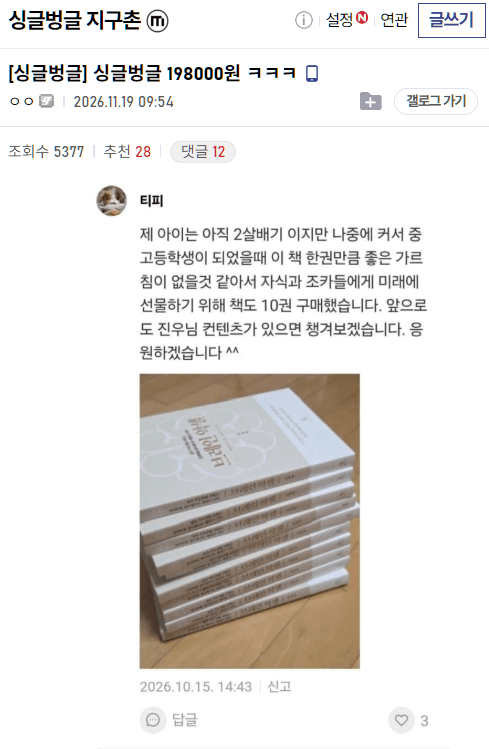 싱글벙글 지구촌 ⓜ
ⓘ 설정 N 연관 글쓰기
[싱글벙글] 싱글벙글 198000원 ㅋㅋㅋ
ㅇㅇ 2026.11.19 09:54
갤로그 가기
조회수 5377 추천 28 댓글 12
티피
제 아이는 아직 2살배기 이지만 나중에 커서 중
고등학생이 되었을때 이 책 한권만큼 좋은 가르
침이 없을것 같아서 자식과 조카들에게 미래에
선물하기 위해 책도 10권 구매했습니다. 앞으로
도 진우님 컨텐츠가 있으면 챙겨보겠습니다. 응
원하겠습니다 ^^
2026.10.15. 14:43 신고
답글 3